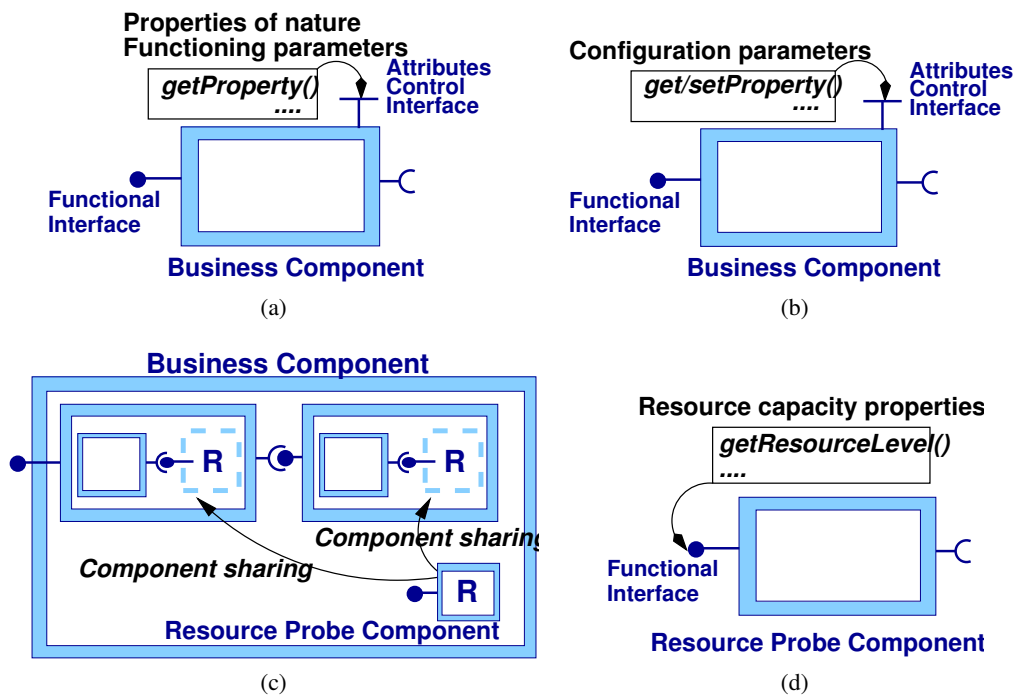 Properties of nature
Functioning parameters
getProperty()
....
Attributes
Control
Interface
Functional
Interface
Business Component
(a)
Configuration parameters
get/setProperty()
....
Attributes
Control
Interface
Functional
Interface
Business Component
(b)
Business Component
R
R
Component sharing
Component sharing
R
Resource Probe Component
(c)
Resource capacity properties
getResourceLevel()
....
Functional
Interface
Resource Probe Component
(d)